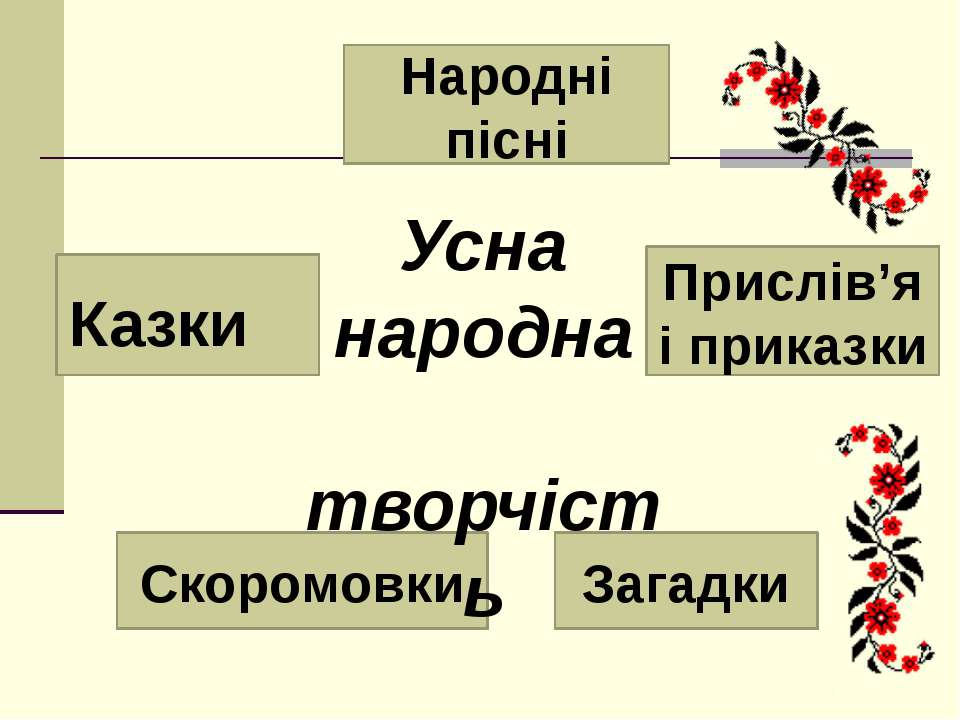 Народні
пісні
Усна
народна
творчіст
ь
Казки
Прислів’я
і приказки
Скоромовки
Загадки